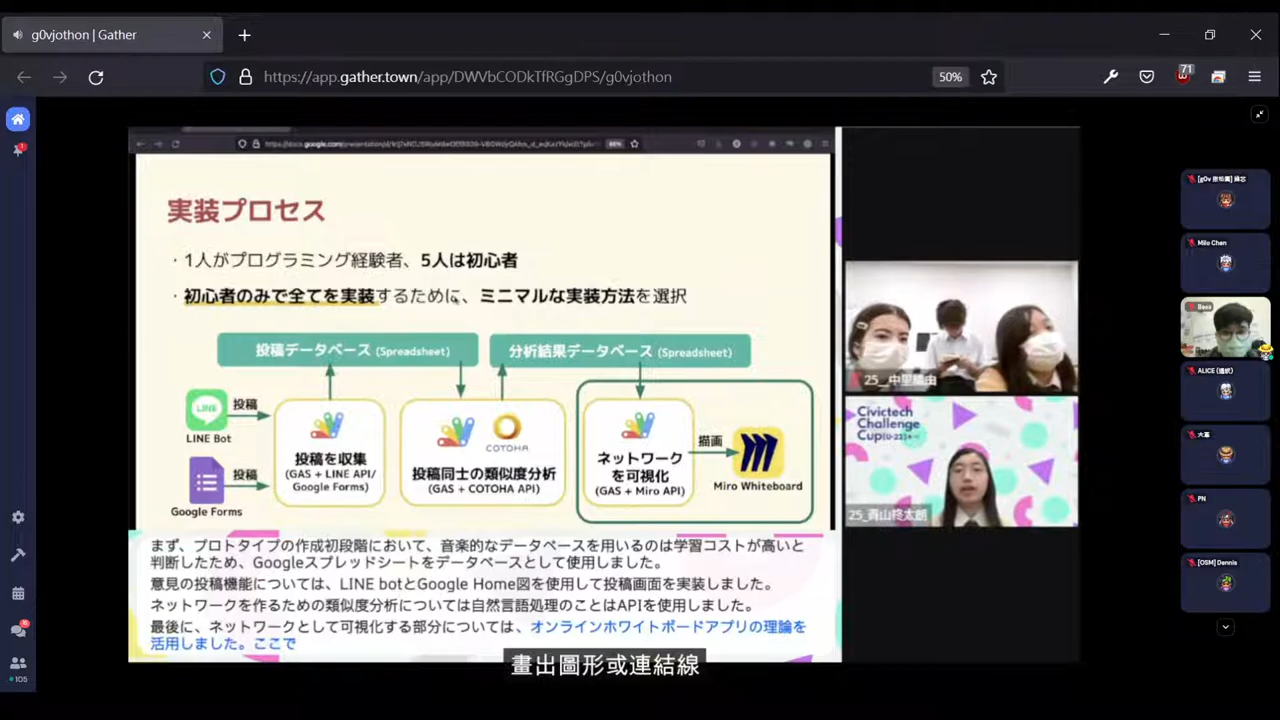 g0vjothon | Gather
https://app.gather.town/app/DWVbCODkTfRGgDPS/g0vjothon
50%
71
実装プロセス
・1人がプログラミング経験者、5人は初心者
・初心者のみで全てを実装するために、ミニマルな実装方法を選択
投稿データベース (Spreadsheet)
分析結果データベース (Spreadsheet)
LINE
投稿
LINE Bot
投稿
Google Forms
投稿を収集
(GAS + LINE API/
Google Forms)
COTOHA
投稿同士の類似度分析
(GAS + COTOHA API)
ネットワーク
を可視化
(GAS + Miro API)
描画
Miro Whiteboard
まず、プロトタイプの作成初段階において、音楽的なデータベースを用いるのは学習コストが高いと
判断したため、Googleスプレッドシートをデータベースとして使用しました。
意見の投稿機能については、LINE botとGoogle Home図を使用して投稿画面を実装しました。
ネットワークを作るための類似度分析については自然言語処理のことはAPIを使用しました。
最後に、ネットワークとして可視化する部分については、オンラインホワイトボードアプリの理論を
活用しました。ここで
畫出圖形或連結線
Civictech
Challenge
Cup(U-22)
25_青山柊太朗
Milo Chen
Bess
ALICE
大憲
PN
[OSM] Dennis
105